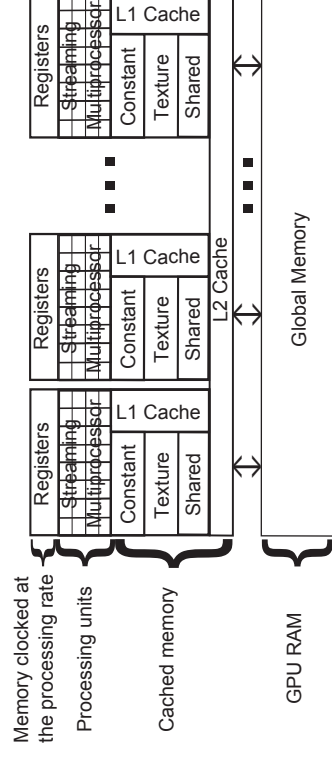 Memory clocked at
the processing rate
Processing units
Cached memory
GPU RAM
Registers
Streaming
Multiprocessor
Constant
Texture
Shared
L1 Cache
Registers
Streaming
Multiprocessor
Constant
Texture
Shared
L1 Cache
Registers
Streaming
Multiprocessor
Constant
Texture
Shared
L1 Cache
L2 Cache
Global Memory